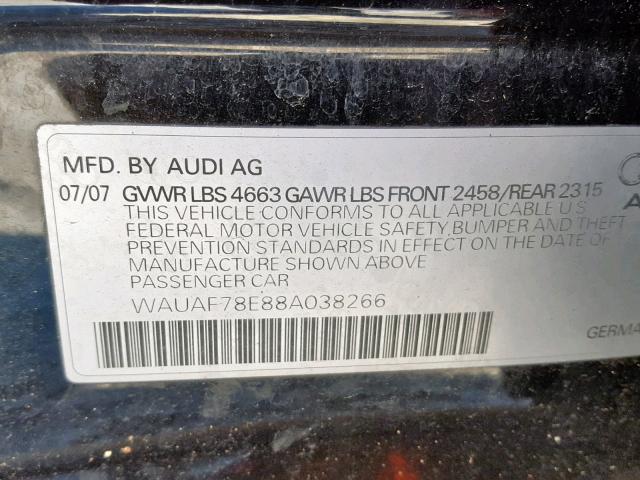 MFD. BY AUDI AG
07/07 GVWR LBS 4663 GAWR LBS FRONT 2458/REAR 2315
THIS VEHICLE CONFORMS TO ALL APPLICABLE U S
FEDERAL MOTOR VEHICLE SAFETY, BUMPER AND THEFT
PREVENTION STANDARDS IN EFFECT ON THE DATE OF
MANUFACTURE SHOWN ABOVE
PASSENGER CAR
WAUAF78E88A038266